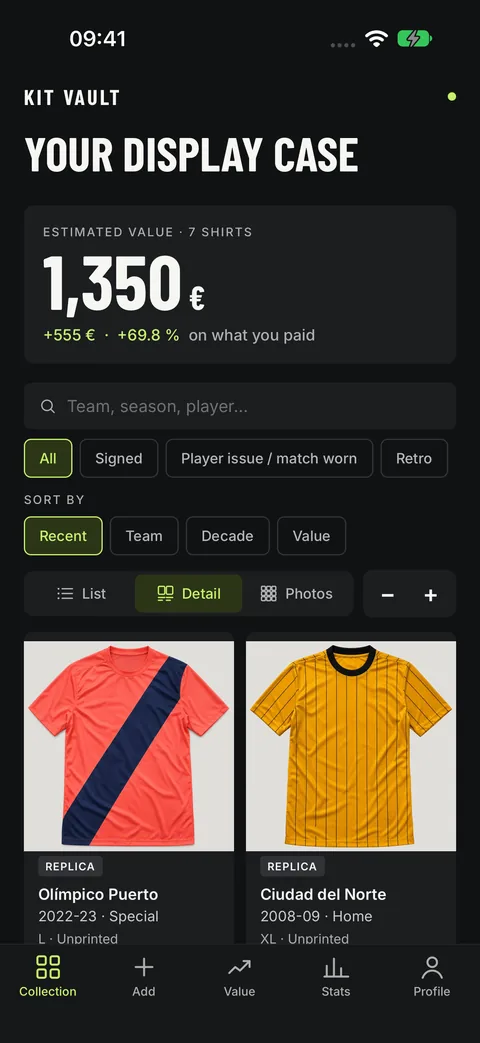 09:41
KIT VAULT
YOUR DISPLAY CASE
ESTIMATED VALUE · 7 SHIRTS
1,350 €
+555 € · +69.8 % on what you paid
Team, season, player...
All Signed Player issue / match worn Retro
SORT BY
Recent Team Decade Value
List Detail Photos − +
REPLICA REPLICA
Olímpico Puerto Ciudad del Norte
2022-23 · Special 2008-09 · Home
L · Unprinted XL · Unprinted
Collection Add Value Stats Profile